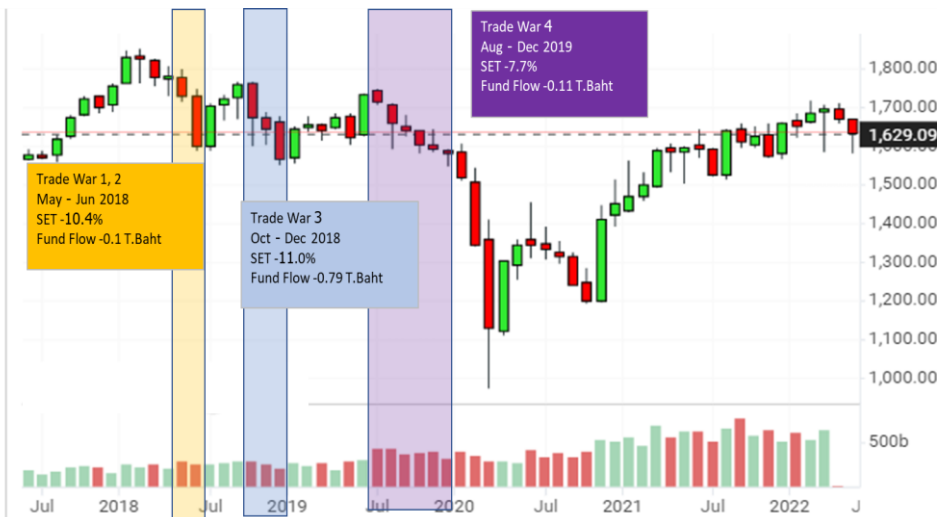 Trade War 4
Aug - Dec 2019
SET -7.7%
Fund Flow -0.11 T.Baht
1,800.00
1,700.00
1,629.09
Trade War 1, 2
May - Jun 2018
SET -10.4%
Fund Flow -0.1 T.Baht
Trade War 3
Oct - Dec 2018
SET -11.0%
Fund Flow -0.79 T.Baht
1,500.00
1,400.00
1,300.00
1,200.00
1,100.00
1,000.00
500b
Jul 2018 Jul 2019 Jul 2020 Jul 2021 Jul 2022